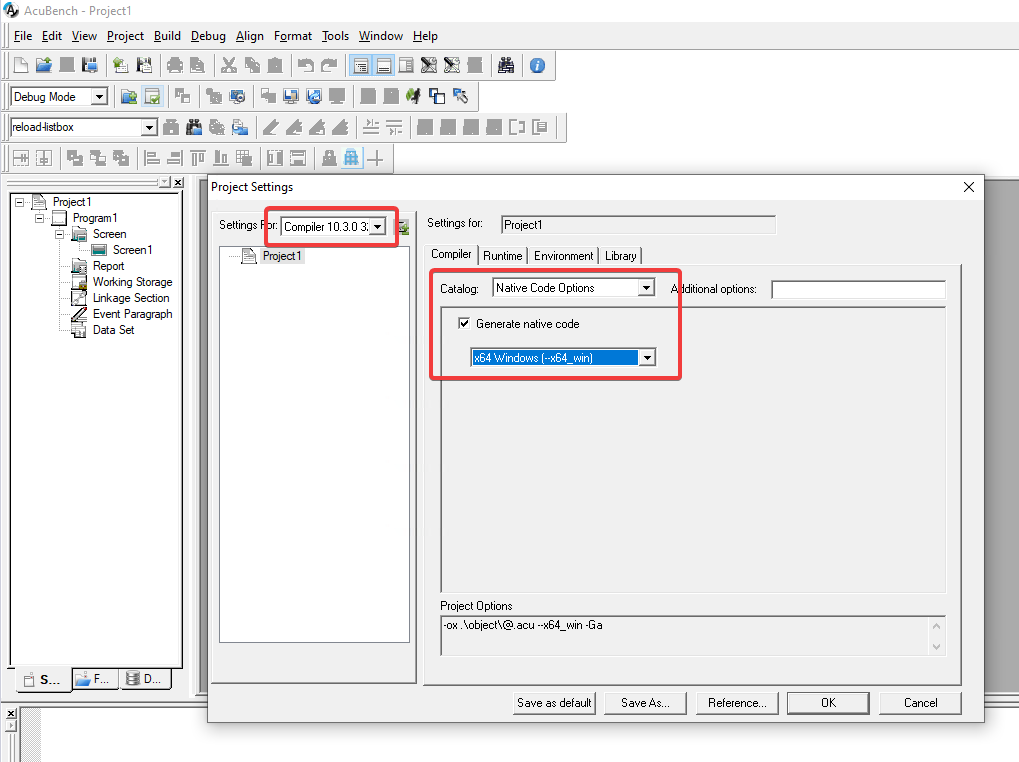 AcuBench - Project1
File Edit View Project Build Debug Align Format Tools Window Help
Debug Mode
reload-listbox
Project1
Program1
Screen
Screen1
Report
Working Storage
Linkage Section
Event Paragraph
Data Set
S...
F...
D...
Project Settings
Settings For:
Compiler 10.3.0 32
Project1
Settings for:
Project1
Compiler Runtime Environment Library
Catalog:
Native Code Options
Additional options:
Generate native code
x64 Windows (--x64_win)
Project Options
-ox .\object\@.acu --x64_win -Ga
Save as default Save As... Reference... OK Cancel